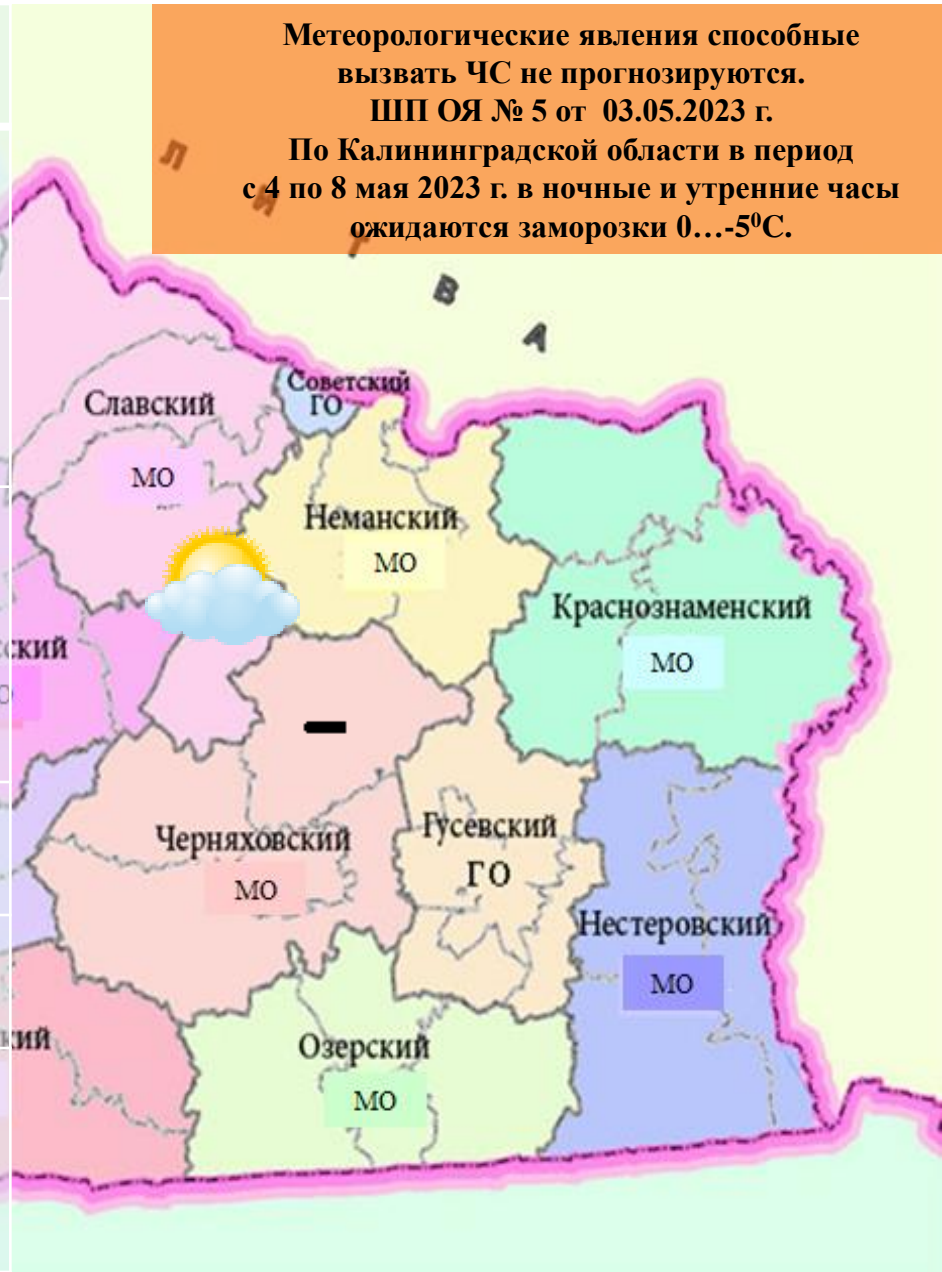 Метеорологические явления способные
вызвать ЧС не прогнозируются.
ШП ОЯ № 5 от 03.05.2023 г.
По Калининградской области в период
с 4 по 8 мая 2023 г. в ночные и утренние часы
ожидаются заморозки 0…-5⁰С.
Л И Т В А
Советский
ГО
Славский
МО
Неманский
МО
Краснознаменский
МО
ский
Черняховский
МО
Гусевский
ГО
Нестеровский
МО
кий
Озерский
МО